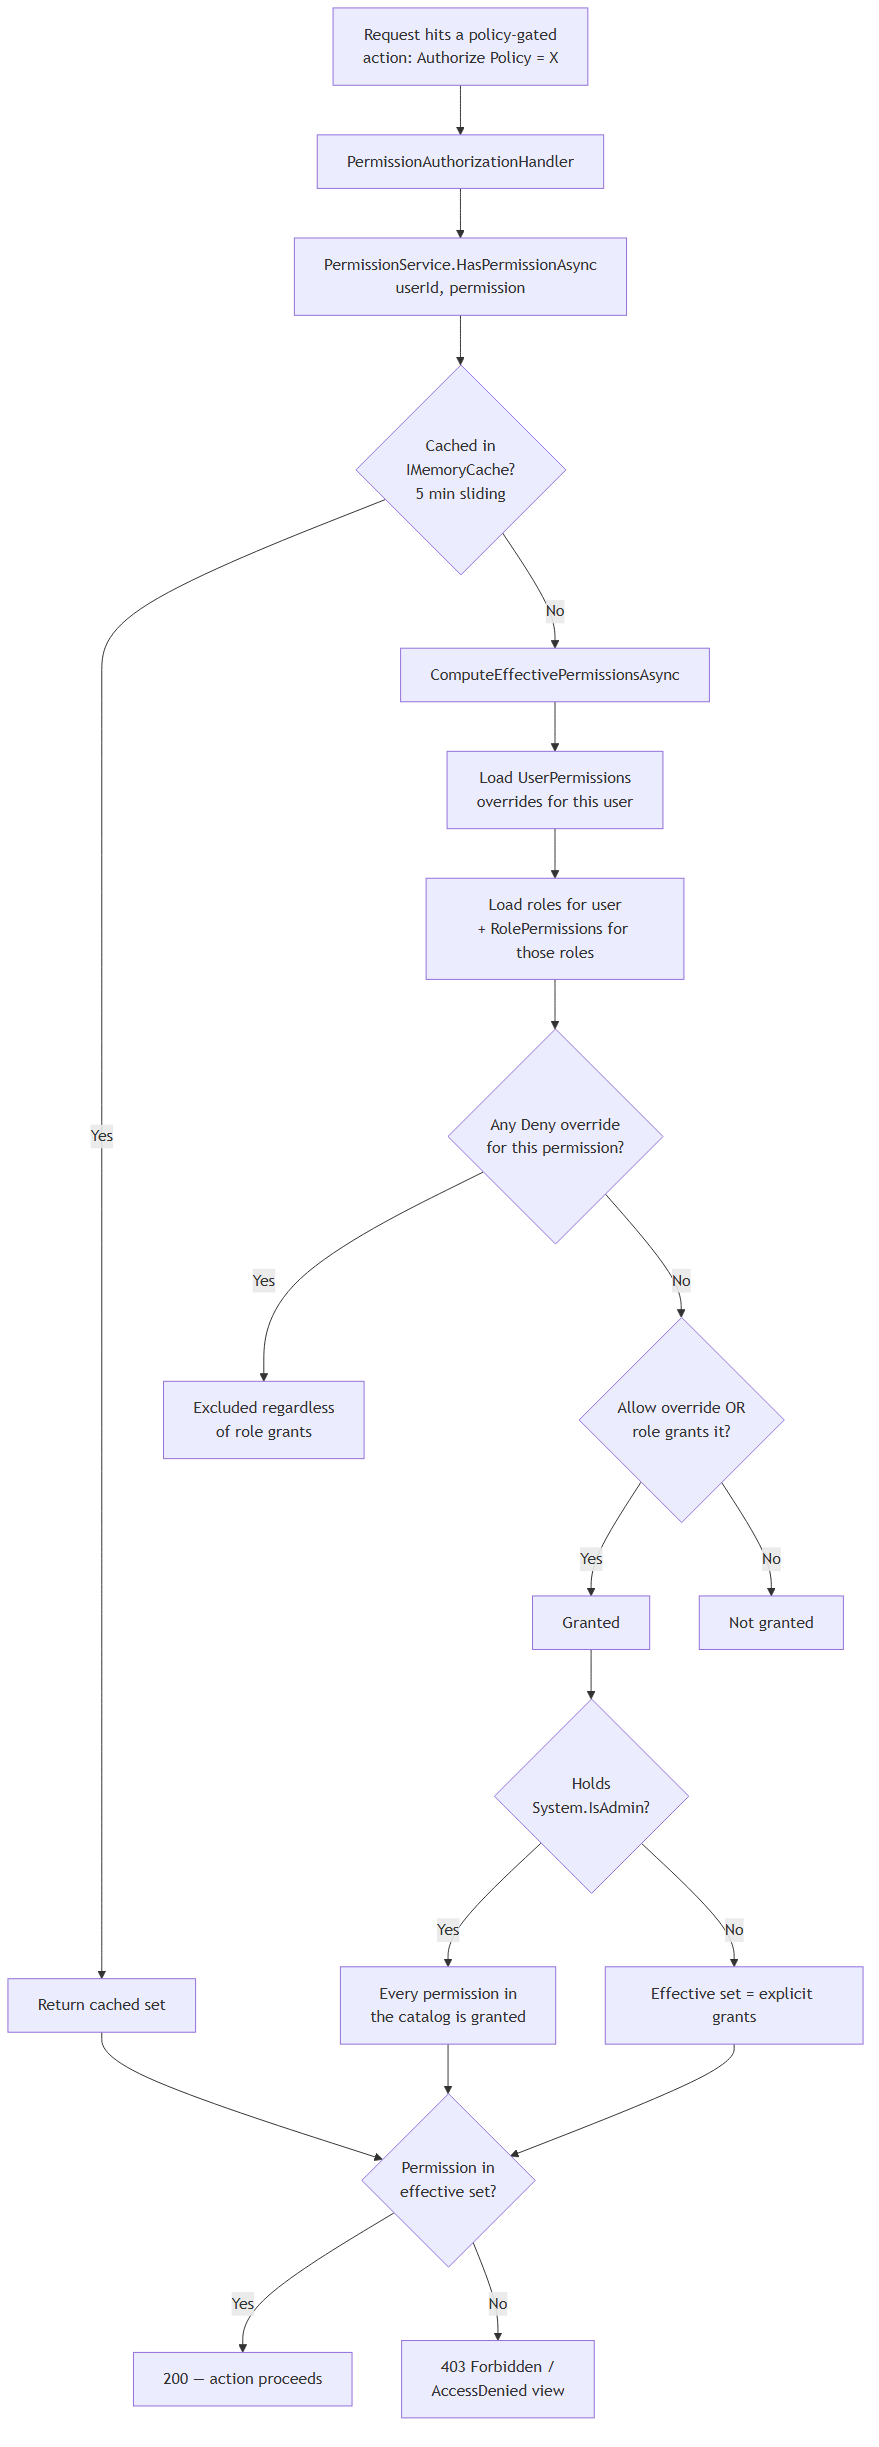 Request hits a policy-gated
action: Authorize Policy = X
PermissionAuthorizationHandler
PermissionService.HasPermissionAsync
userId, permission
Cached in
IMemoryCache?
5 min sliding
No
ComputeEffectivePermissionsAsync
Load UserPermissions
overrides for this user
Load roles for user
+ RolePermissions for
those roles
Any Deny override
for this permission?
Yes
Yes
No
Excluded regardless
of role grants
Allow override OR
role grants it?
Yes
No
Granted
Not granted
Holds
System.IsAdmin?
Yes
No
Return cached set
Every permission in
the catalog is granted
Effective set = explicit
grants
Permission in
effective set?
Yes
No
200 — action proceeds
403 Forbidden /
AccessDenied view